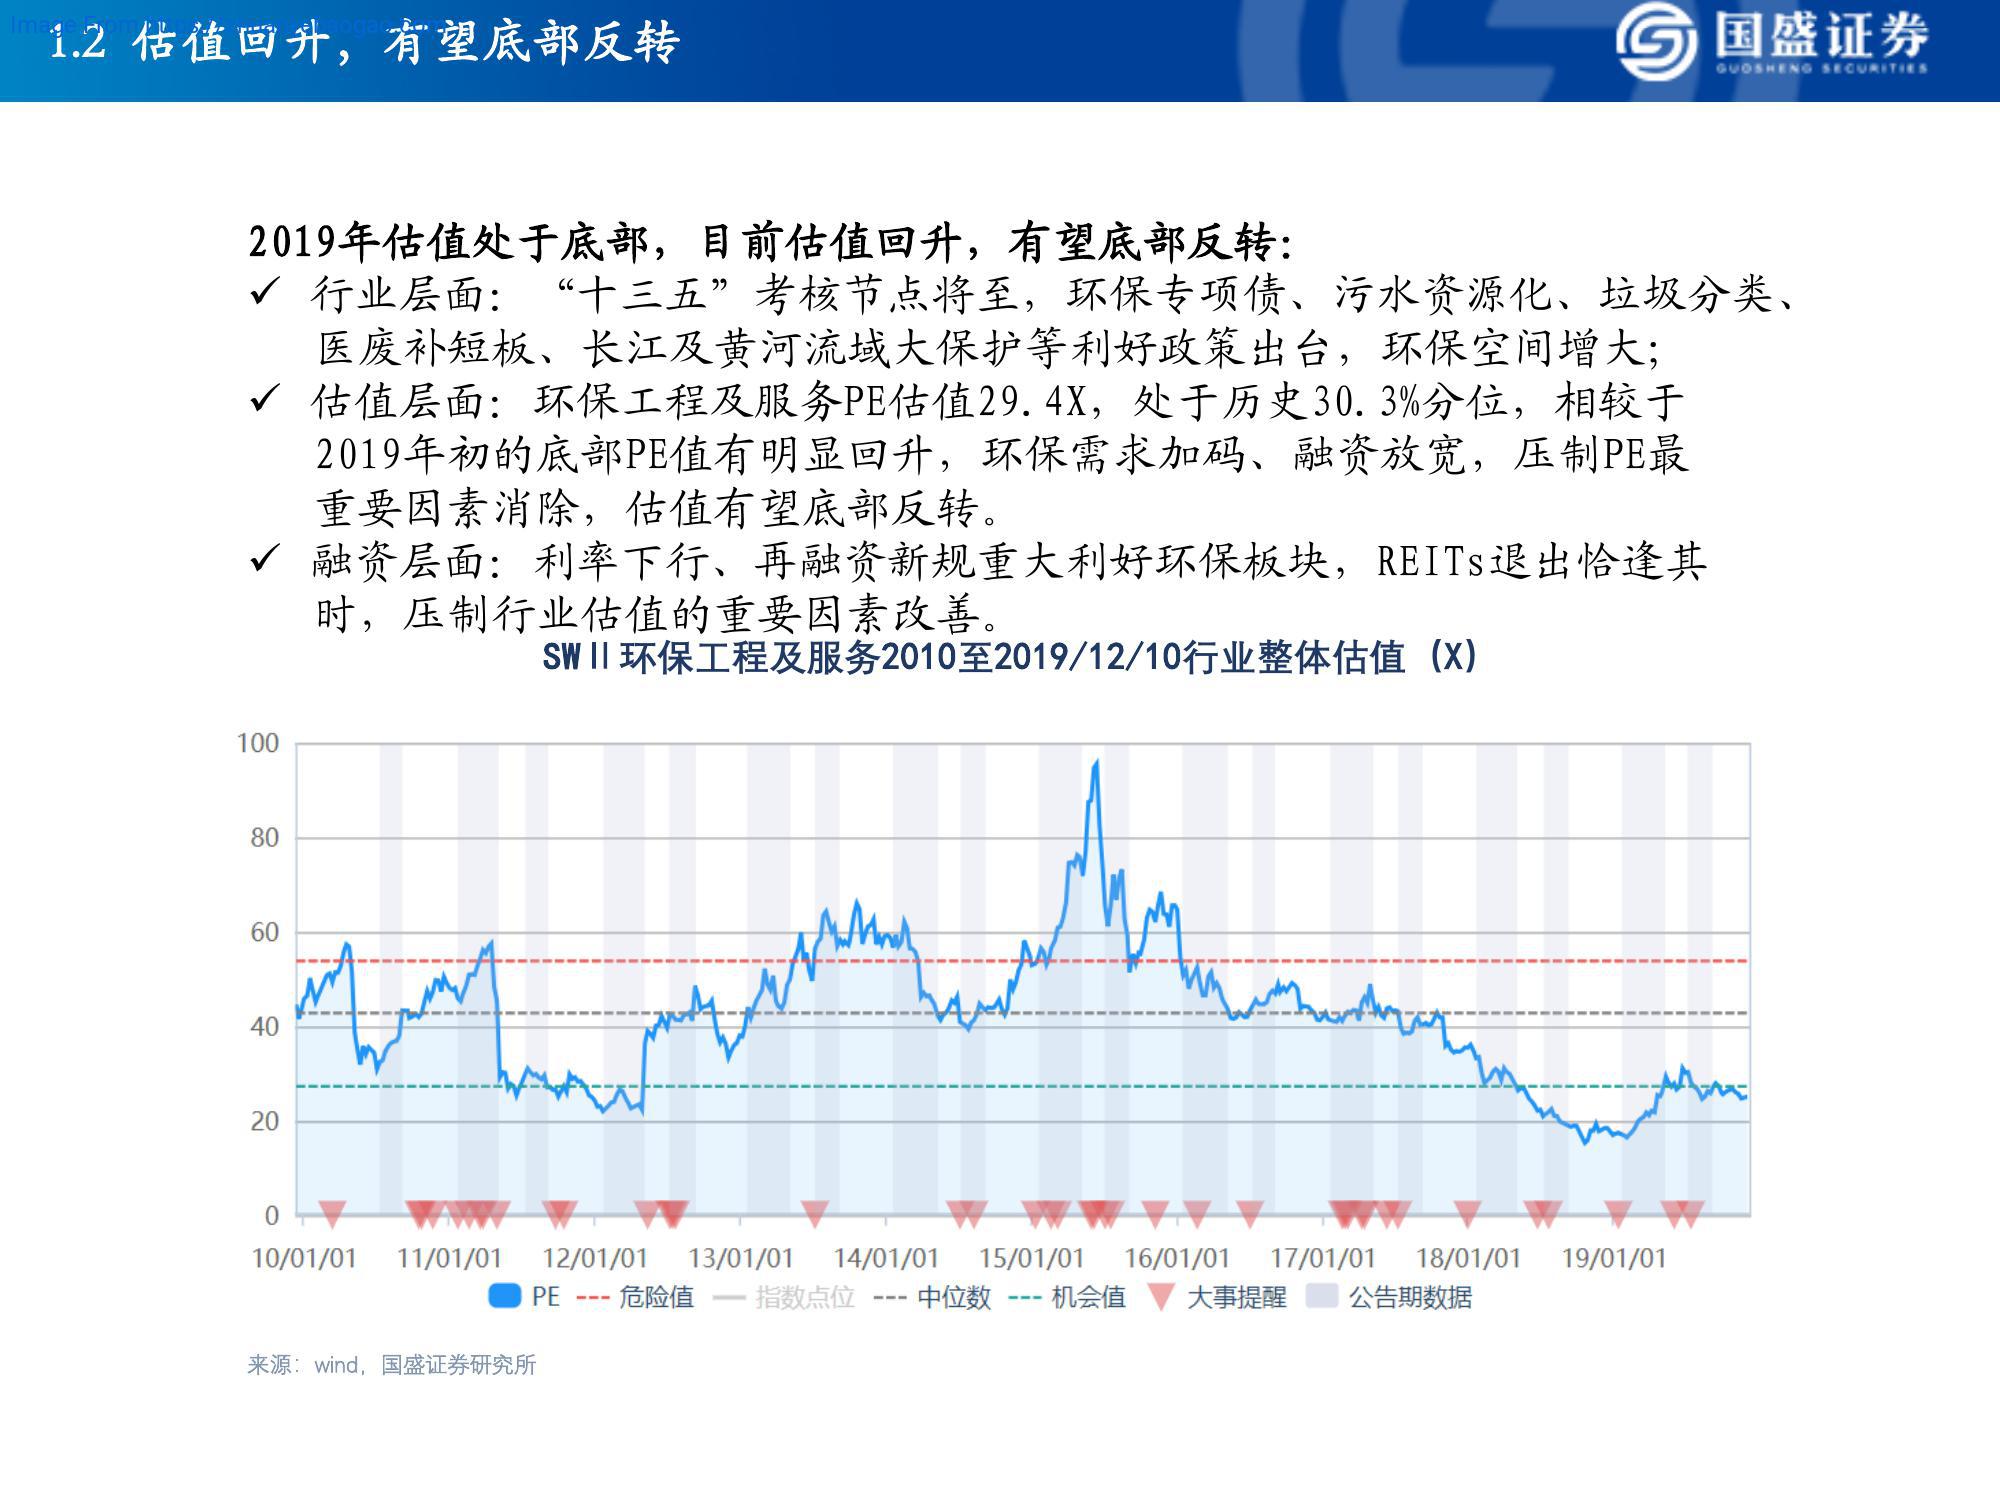 1.2 估值回升，有望底部反转
国盛证券
GUOSHENG SECURITIES
2019年估值处于底部，目前估值回升，有望底部反转：
✓ 行业层面：“十三五”考核节点将至，环保专项债、污水资源化、垃圾分类、
医废补短板、长江及黄河流域大保护等利好政策出台，环保空间增大；
✓ 估值层面：环保工程及服务PE估值29.4X，处于历史30.3%分位，相较于
2019年初的底部PE值有明显回升，环保需求加码、融资放宽，压制PE最
重要因素消除，估值有望底部反转。
✓ 融资层面：利率下行、再融资新规重大利好环保板块，REITs退出恰逢其
时，压制行业估值的重要因素改善。
SWⅡ环保工程及服务2010至2019/12/10行业整体估值（X）
100
80
60
40
20
0
10/01/01 11/01/01 12/01/01 13/01/01 14/01/01 15/01/01 16/01/01 17/01/01 18/01/01 19/01/01
PE 危险值 指数点位 中位数 机会值 大事提醒 公告期数据
来源：wind，国盛证券研究所